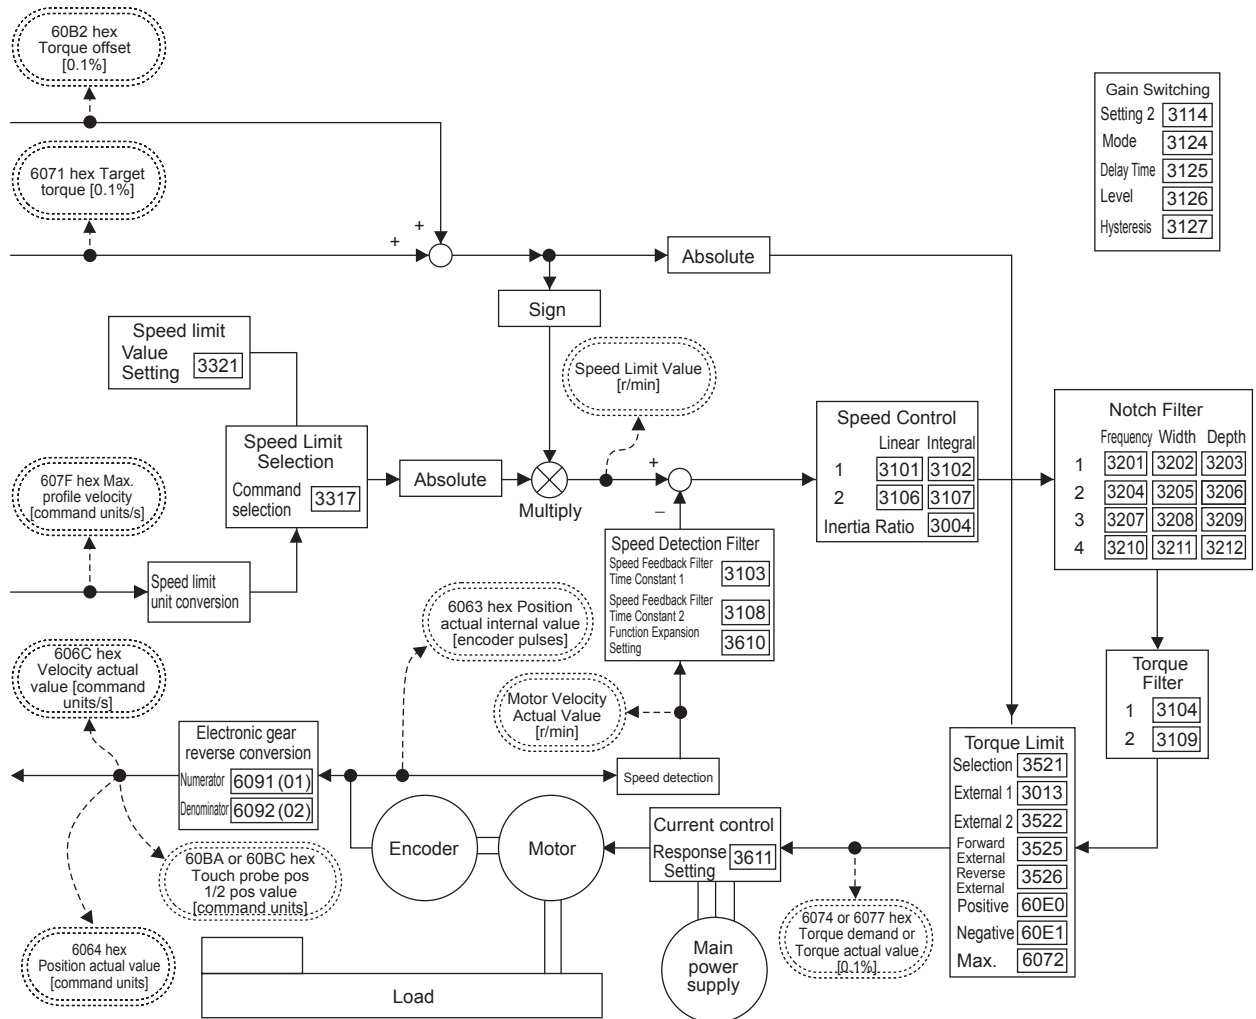 60B2 hex
Torque offset
[0.1%]
6071 hex Target
torque [0.1%]
Gain Switching
Setting 2 3114
Mode 3124
Delay Time 3125
Level 3126
Hysteresis 3127
+
+
Absolute
Sign
Speed limit
Value
Setting 3321
Speed Limit Value
[r/min]
Speed Limit
Selection
Command
selection 3317
Absolute
Multiply
+
−
607F hex Max.
profile velocity
[command units/s]
Speed limit
unit conversion
Speed Control
Linear Integral
1 3101 3102
2 3106 3107
Inertia Ratio 3004
Notch Filter
Frequency Width Depth
1 3201 3202 3203
2 3204 3205 3206
3 3207 3208 3209
4 3210 3211 3212
Speed Detection Filter
Speed Feedback Filter
Time Constant 1 3103
Speed Feedback Filter
Time Constant 2 3108
Function Expansion
Setting 3610
6063 hex Position
actual internal value
[encoder pulses]
606C hex
Velocity actual
value [command
units/s]
Motor Velocity
Actual Value
[r/min]
Torque
Filter
1 3104
2 3109
Electronic gear
reverse conversion
Numerator 6091 (01)
Denominator 6092 (02)
Speed detection
Torque Limit
Selection 3521
External 1 3013
External 2 3522
Forward
External 3525
Reverse
External 3526
Positive 60E0
Negative 60E1
Max. 6072
Encoder
Motor
Current control
Response
Setting 3611
60BA or 60BC hex
Touch probe pos
1/2 pos value
[command units]
6074 or 6077 hex
Torque demand or
Torque actual value
[0.1%]
6064 hex
Position actual value
[command units]
Main
power
supply
Load